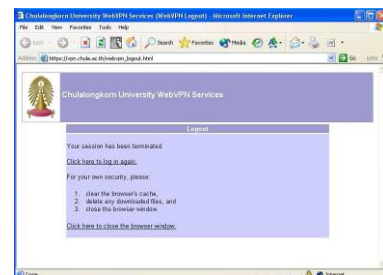 Chulalongkorn University WebVPN Services (WebVPN Logout) - Microsoft Internet Explorer
File Edit View Favorites Tools Help
Back Search Favorites Media
Address https://vpn.chula.ac.th/webvpn_logout.html Go Links
Chulalongkorn University WebVPN Services
Logout
Your session has been terminated.
Click here to log in again.
For your own security, please:
1. clear the browser's cache,
2. delete any downloaded files, and
3. close the browser window.
Click here to close the browser window.
Done Internet